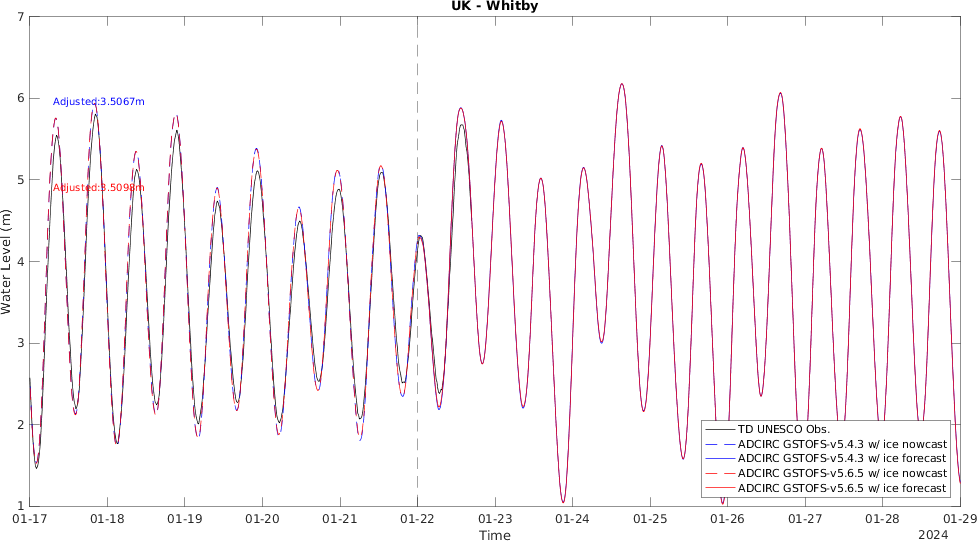 UK - Whitby
7
6
5
4
3
2
1
Water Level (m)
Adjusted:3.5067m
Adjusted:3.5098m
TD UNESCO Obs.
ADCIRC GSTOFS-v5.4.3 w/ ice nowcast
ADCIRC GSTOFS-v5.4.3 w/ ice forecast
ADCIRC GSTOFS-v5.6.5 w/ ice nowcast
ADCIRC GSTOFS-v5.6.5 w/ ice forecast
01-17 01-18 01-19 01-20 01-21 01-22 01-23 01-24 01-25 01-26 01-27 01-28 01-29
Time
2024